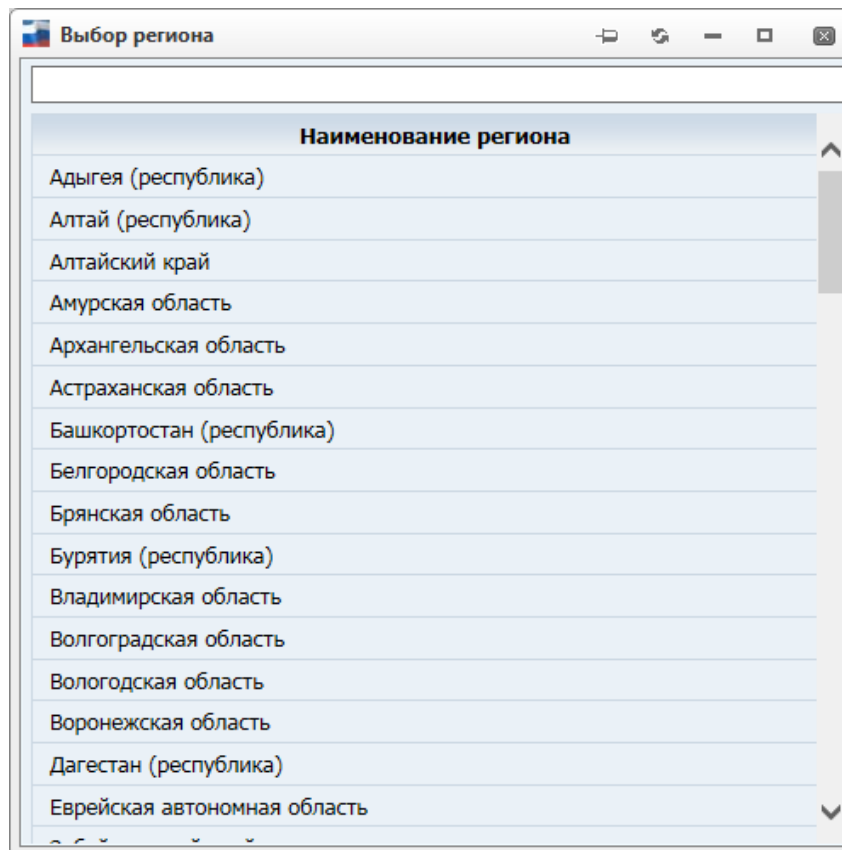 Выбор региона
Наименование региона
Адыгея (республика)
Алтай (республика)
Алтайский край
Амурская область
Архангельская область
Астраханская область
Башкортостан (республика)
Белгородская область
Брянская область
Бурятия (республика)
Владимирская область
Волгоградская область
Вологодская область
Воронежская область
Дагестан (республика)
Еврейская автономная область